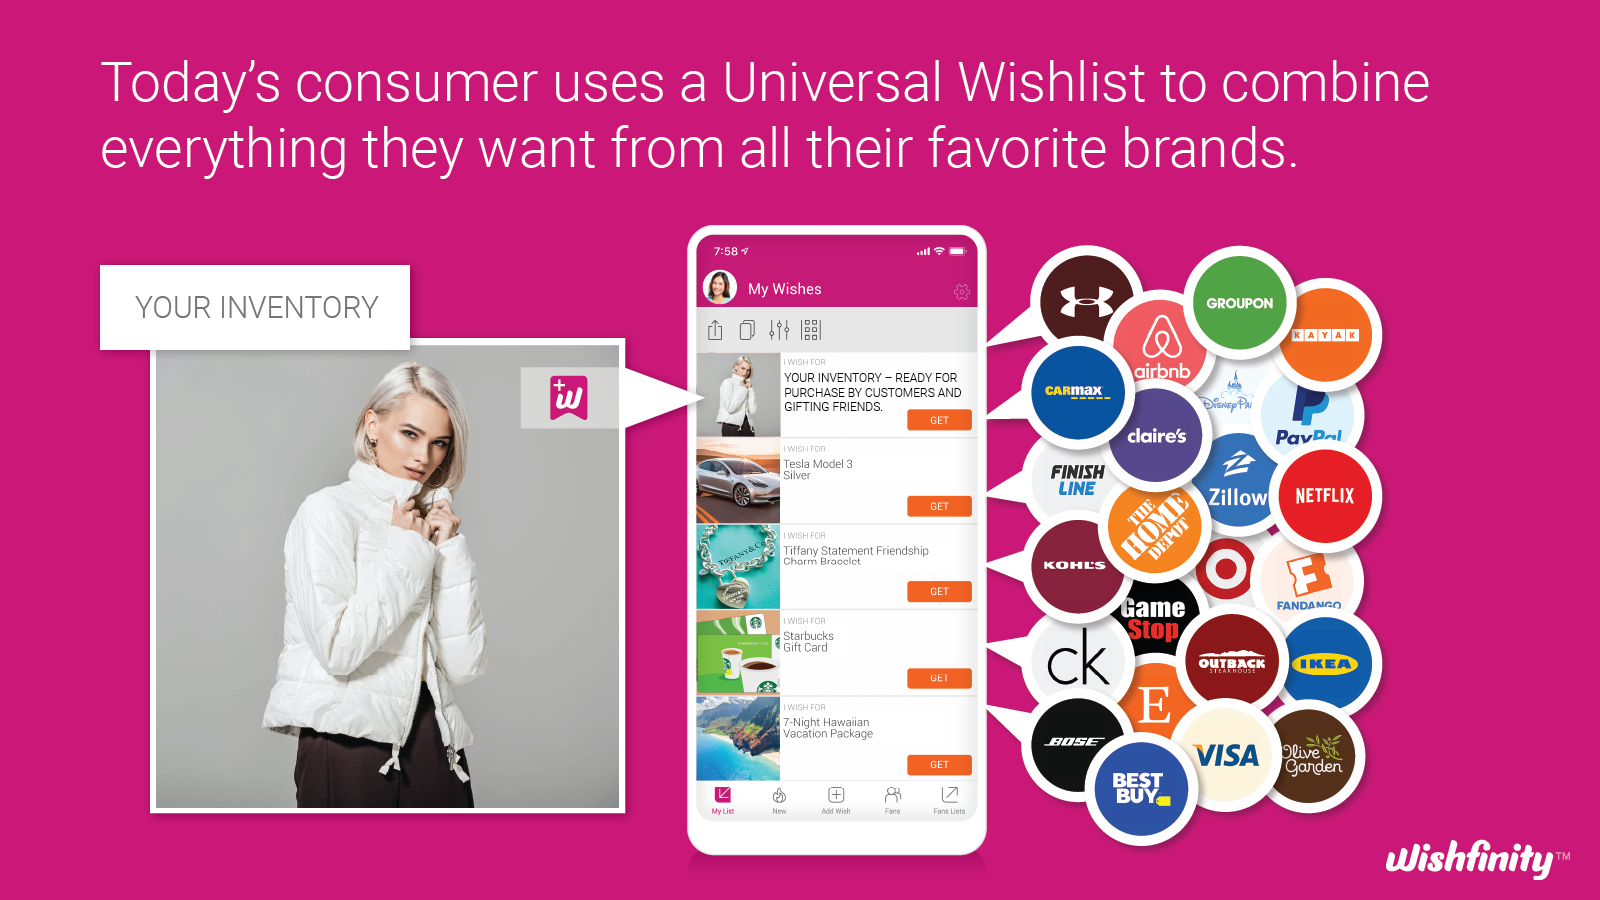 Today's consumer uses a Universal Wishlist to combine
everything they want from all their favorite brands.
YOUR INVENTORY
+w
7:58
My Wishes
I WISH FOR
YOUR INVENTORY – READY FOR
PURCHASE BY CUSTOMERS AND
GIFTING FRIENDS.
GET
I WISH FOR
Tesla Model 3
Silver
GET
I WISH FOR
Tiffany Statement Friendship
Charm Bracelet
GET
TIFFANY & CO.
I WISH FOR
Starbucks
Gift Card
GET
I WISH FOR
7-Night Hawaiian
Vacation Package
GET
My List
New
Add Wish
Fans
Fans Lists
GROUPON
KAYAK
airbnb
CARMAX
Disney Pa
PayPal
claire's
FINISH
LINE
Zillow
NETFLIX
THE
HOME
DEPOT
KOHL'S
FANDANGO
Game
Stop
ck
OUTBACK
STEAKHOUSE
IKEA
E
BOSE
VISA
Olive
Garden
BEST
BUY
wishfinity™